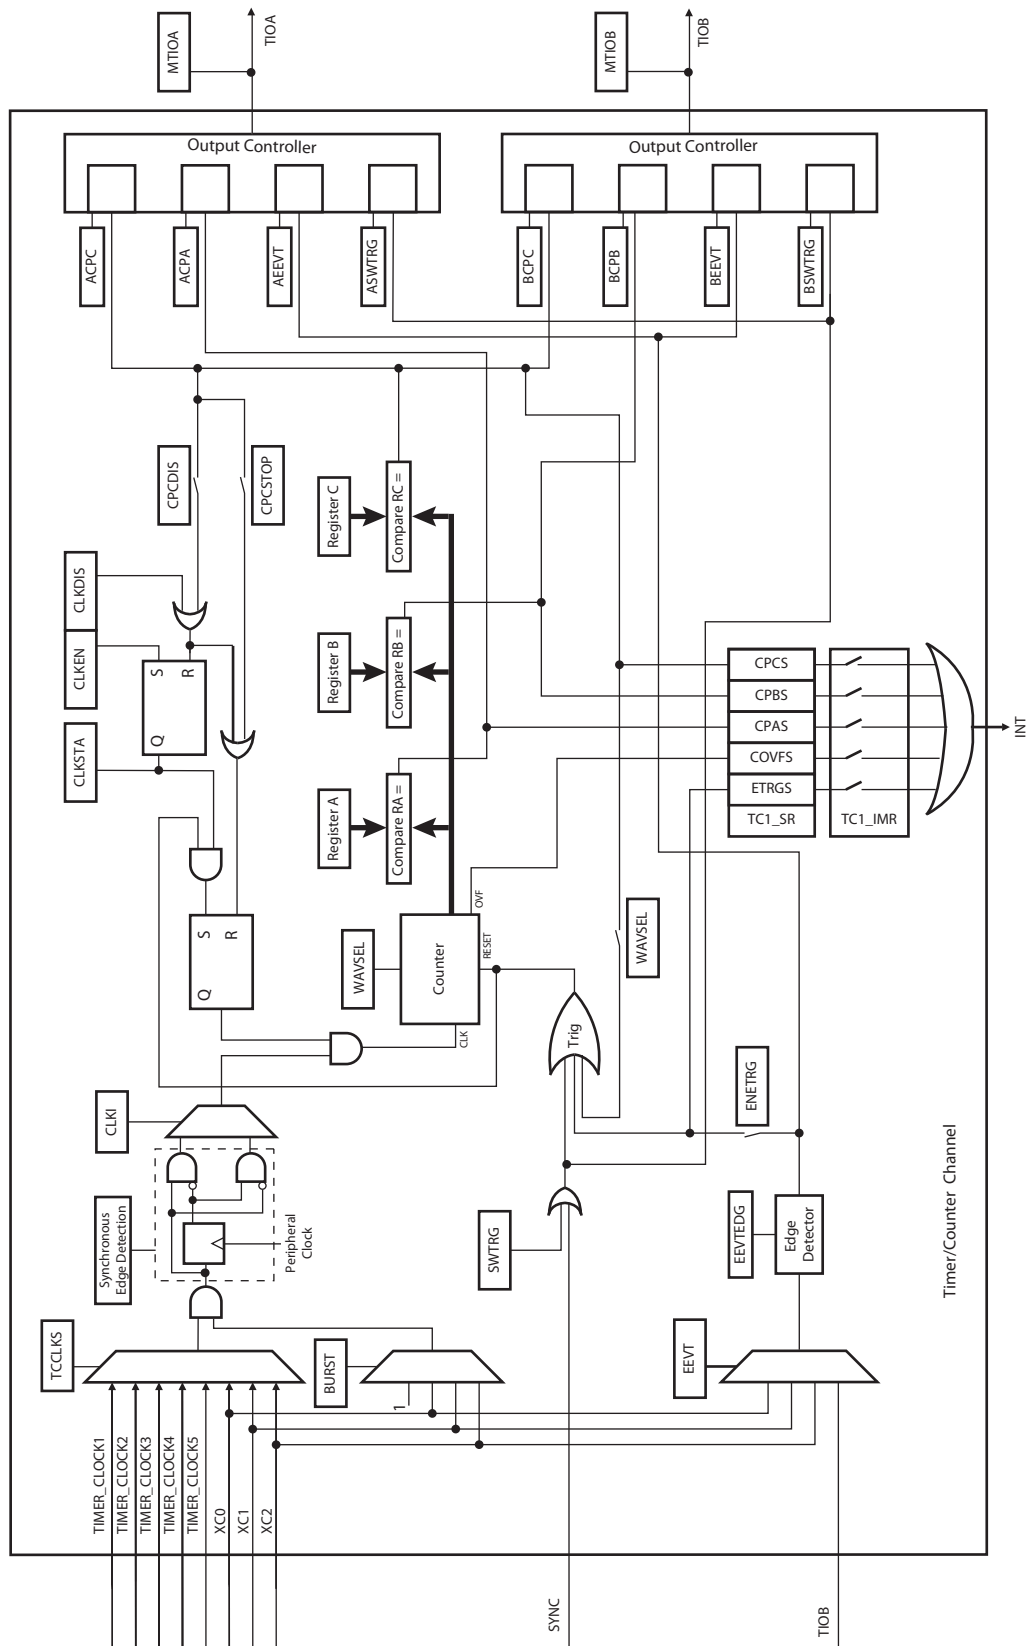 MTIOA
TIOA
MTIOB
TIOB
Output Controller
Output Controller
ACPC
ACPA
AEEVT
ASWTRG
BCPC
BCPB
BEEVT
BSWTRG
CPCDIS
CPCSTOP
Register C
Compare RC =
CLKDIS
CLKEN
CLKSTA
S
R
Q
Register B
Compare RB =
Register A
Compare RA =
CPCS
CPBS
CPAS
COVFS
ETRGS
TC1_SR
TC1_IMR
INT
S
R
Q
WAVSEL
Counter
OVF
RESET
CLK
WAVSEL
Trig
ENETRG
CLKI
Synchronous
Edge Detection
Peripheral
Clock
SWTRG
EEVTEDG
Edge
Detector
Timer/Counter Channel
TCCLKS
BURST
1
EEVT
TIMER_CLOCK1
TIMER_CLOCK2
TIMER_CLOCK3
TIMER_CLOCK4
TIMER_CLOCK5
XC0
XC1
XC2
SYNC
TIOB